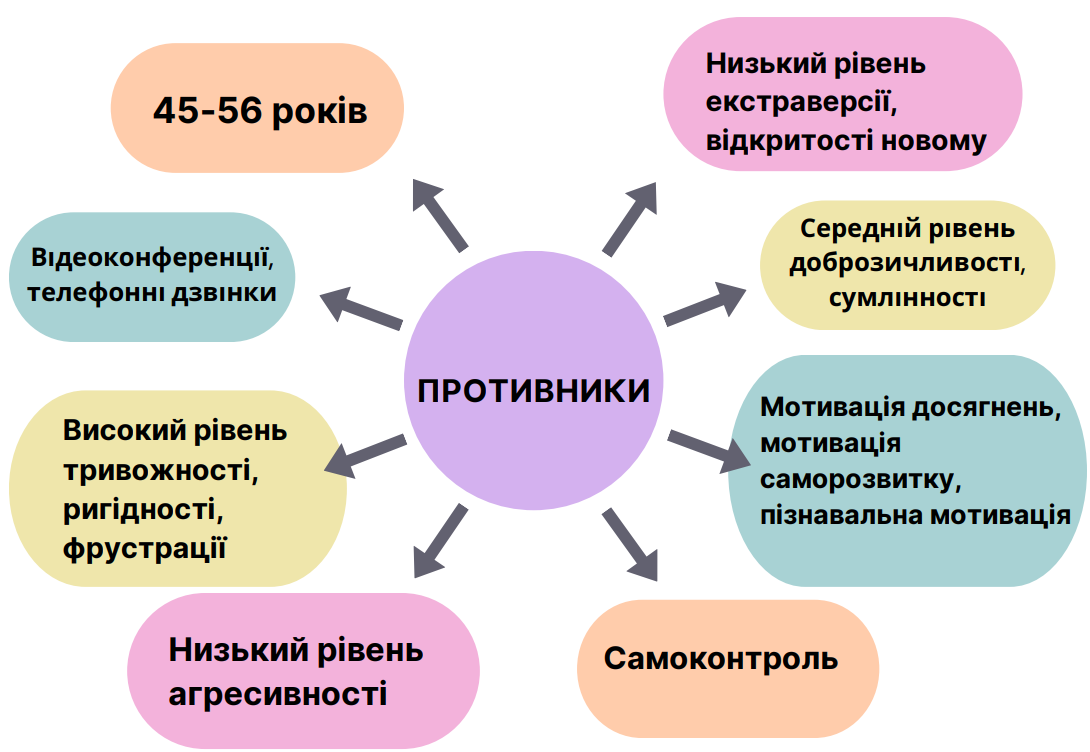 45-56 років
Низький рівень
екстраверсії,
відкритості новому
Відеоконференції,
телефонні дзвінки
Середній рівень
доброзичливості,
сумлінності
ПРОТИВНИКИ
Високий рівень
тривожності,
ригідності,
фрустрації
Мотивація досягнень,
мотивація
саморозвитку,
пізнавальна мотивація
Низький рівень
агресивності
Самоконтроль